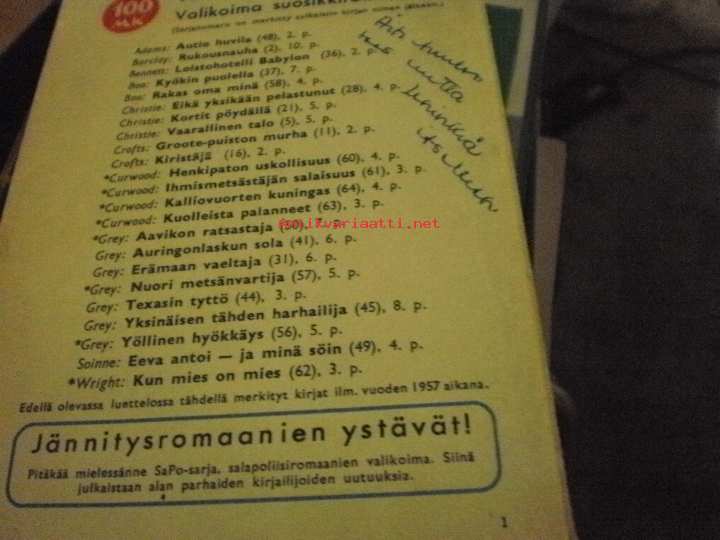 100
MK
Valikoima
Adams: Autio huvila (48), 2. p.
Barclay: Rukousnauha (2), 10. p.
Bennett: Loistohotelli Babylon (36), 2. p.
Boo: Kyökin puolella (37), 7. p.
Boo: Rakas oma minä (58), 4. p.
Christie: Eikä yksikään pelastunut (28), 4. p.
Christie: Kortit pöydällä (21), 5. p.
Christie: Vaarallinen talo (5), 5. p.
Crofts: Groote-puiston murha (11), 2. p.
Crofts: Kiristäjä (16), 2. p.
*Curwood: Henkipaton uskollisuus (60), 4. p.
*Curwood: Ihmismetsästäjän salaisuus (61), 3. p.
*Curwood: Kalliovuorten kuningas (64), 4. p.
*Curwood: Kuolleista palanneet (63), 3. p.
*Grey: Aavikon ratsastaja (50), 7. p.
antikvariaatti.net
Grey: Auringonlaskun sola (41), 6. p.
Grey: Erämaan vaeltaja (31), 6. p.
*Grey: Nuori metsänvartija (57), 5. p.
Grey: Texasin tyttö (44), 3. p.
Grey: Yksinäisen tähden harhailija (45), 8. p.
*Grey: Yöllinen hyökkäys (56), 5. p.
Soinne: Eeva antoi — ja minä söin (49), 4. p.
*Wright: Kun mies on mies (62), 3. p.
Edellä olevassa luettelossa tähdellä merkityt kirjat ilm. vuoden 1957 aikana.
Jännitysromaanien ystävät!
Pitäkää mielessänne SaPo-sarja, salapoliisiromaanien valikoima. Siinä
julkaistaan alan parhaiden kirjailijoiden uutuuksia.
1